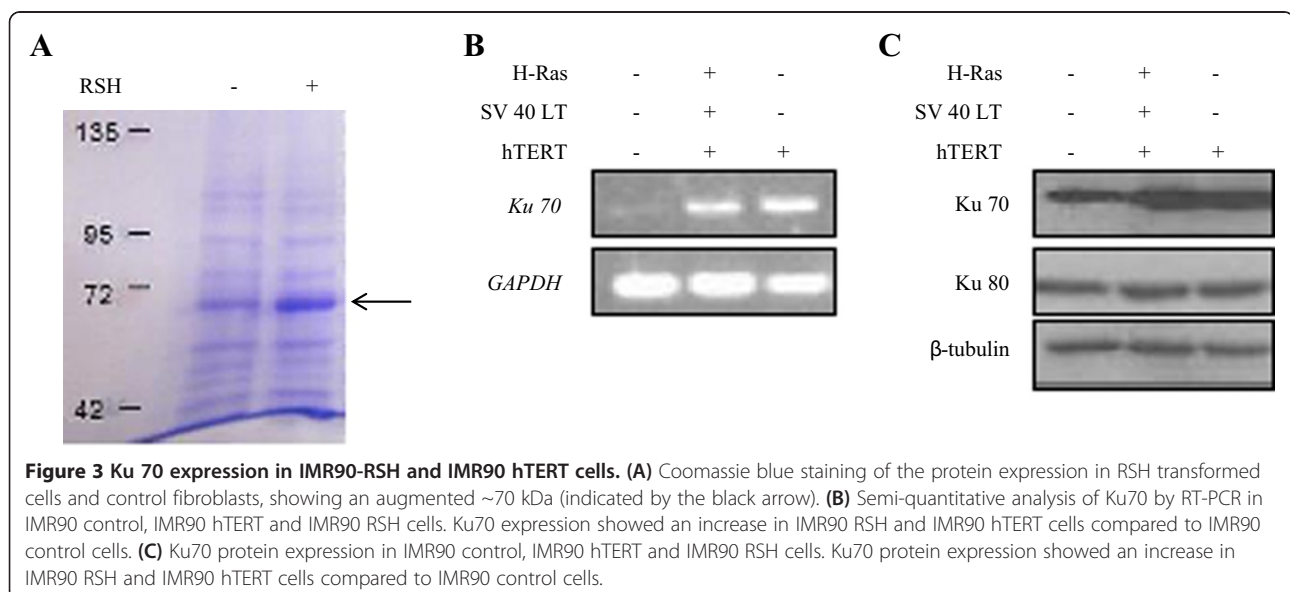 A
RSH - +
135
95
72
42
B
H-Ras - + -
SV 40 LT - + -
hTERT - + +
Ku 70
GAPDH
C
H-Ras - + -
SV 40 LT - + -
hTERT - + +
Ku 70
Ku 80
β-tubulin
Figure 3 Ku 70 expression in IMR90-RSH and IMR90 hTERT cells. (A) Coomassie blue staining of the protein expression in RSH transformed
cells and control fibroblasts, showing an augmented ~70 kDa (indicated by the black arrow). (B) Semi-quantitative analysis of Ku70 by RT-PCR in
IMR90 control, IMR90 hTERT and IMR90 RSH cells. Ku70 expression showed an increase in IMR90 RSH and IMR90 hTERT cells compared to IMR90
control cells. (C) Ku70 protein expression in IMR90 control, IMR90 hTERT and IMR90 RSH cells. Ku70 protein expression showed an increase in
IMR90 RSH and IMR90 hTERT cells compared to IMR90 control cells.